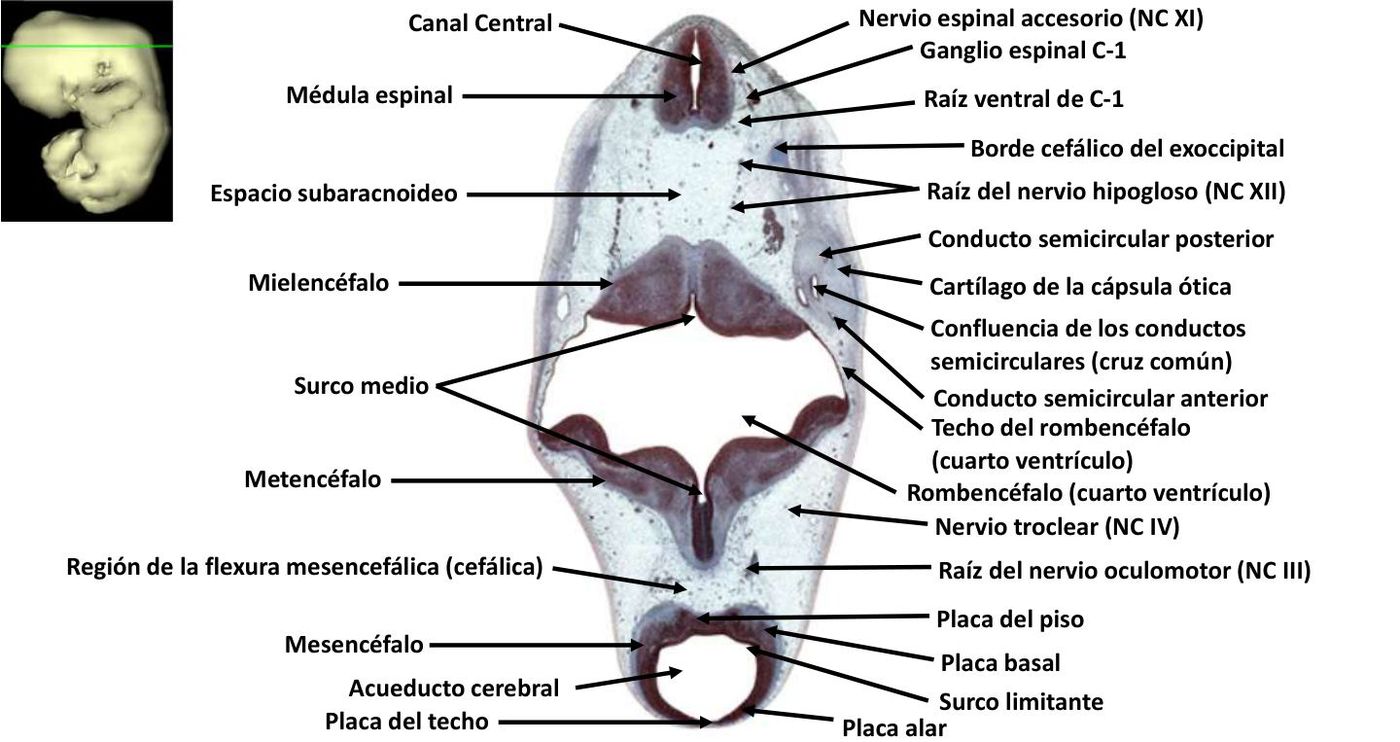 Canal Central
Médula espinal
Espacio subaracnoideo
Mielencéfalo
Surco medio
Metencéfalo
Región de la flexura mesencefálica (cefálica)
Mesencéfalo
Acueducto cerebral
Placa del techo
Nervio espinal accesorio (NC XI)
Ganglio espinal C-1
Raíz ventral de C-1
Borde cefálico del exoccipital
Raíz del nervio hipogloso (NC XII)
Conducto semicircular posterior
Cartílago de la cápsula ótica
Confluencia de los conductos
semicirculares (cruz común)
Conducto semicircular anterior
Techo del rombencéfalo
(cuarto ventrículo)
Rombencéfalo (cuarto ventrículo)
Nervio troclear (NC IV)
Raíz del nervio oculomotor (NC III)
Placa del piso
Placa basal
Surco limitante
Placa alar